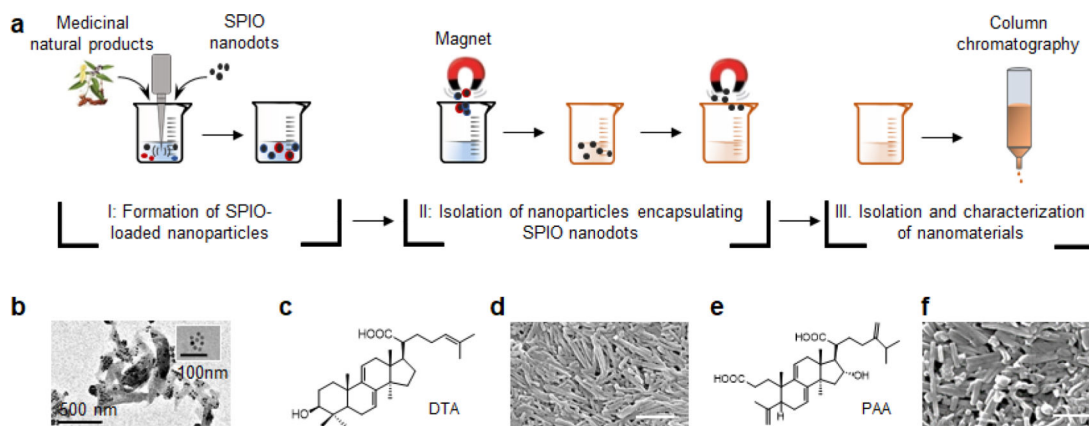 a
Medicinal
natural products
SPIO
nanodots
Magnet
Column
chromatography
I: Formation of SPIO-
loaded nanoparticles
II: Isolation of nanoparticles encapsulating
SPIO nanodots
III. Isolation and characterization
of nanomaterials
b
100nm
500 nm
c
HOOC
HO
DTA
d
e
HOOC
HOOC
OH
H
PAA
f